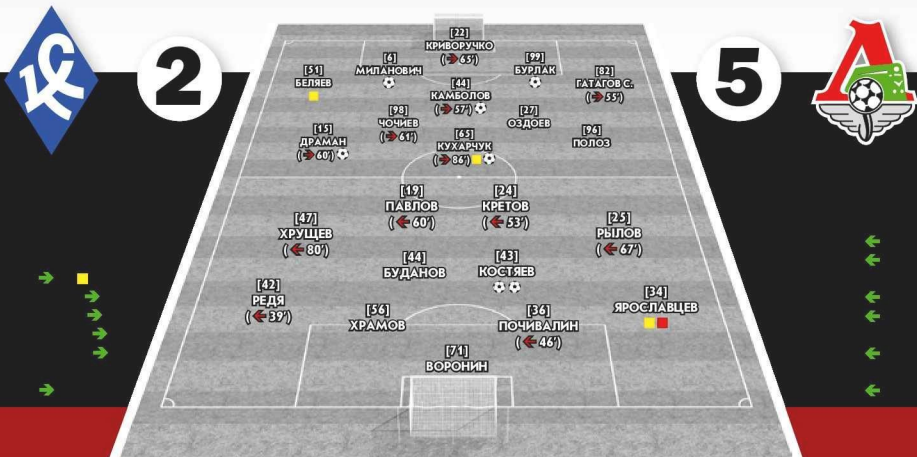 2
5
[22]
КРИВОРУЧКО
(65')
[6]
МИЛАНОВИЧ
[99]
БУРЛАК
[51]
БЕЛЯЕВ
[82]
ГАТАГОВ С.
(55')
[44]
КАМБОЛОВ
(57')
[98]
ЧОЧИЕВ
(61')
[27]
ОЗДОЕВ
[15]
ДРАМАН
(60')
[65]
КУХАРЧУК
(86')
[96]
ПОЛОЗ
[19]
ПАВЛОВ
(60')
[24]
КРЕТОВ
(53')
[47]
ХРУЩЕВ
(80')
[25]
РЫЛОВ
(67')
[44]
БУДАНОВ
[43]
КОСТЯЕВ
[42]
РЕДЯ
(39')
[34]
ЯРОСЛАВЦЕВ
[56]
ХРАМОВ
[36]
ПОЧИВАЛИН
(46')
[71]
ВОРОНИН